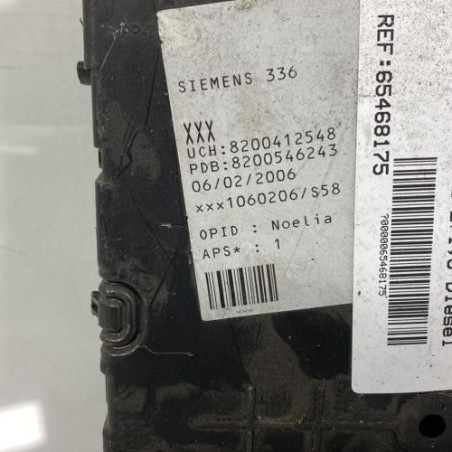 SIEMENS 336
XXX
UCH:8200412548
PDB:8200546243
06/02/2006
xxx1060206/S58
OPID : Noelia
APS* : 1
REF:65468175
700000065468175
Diesel